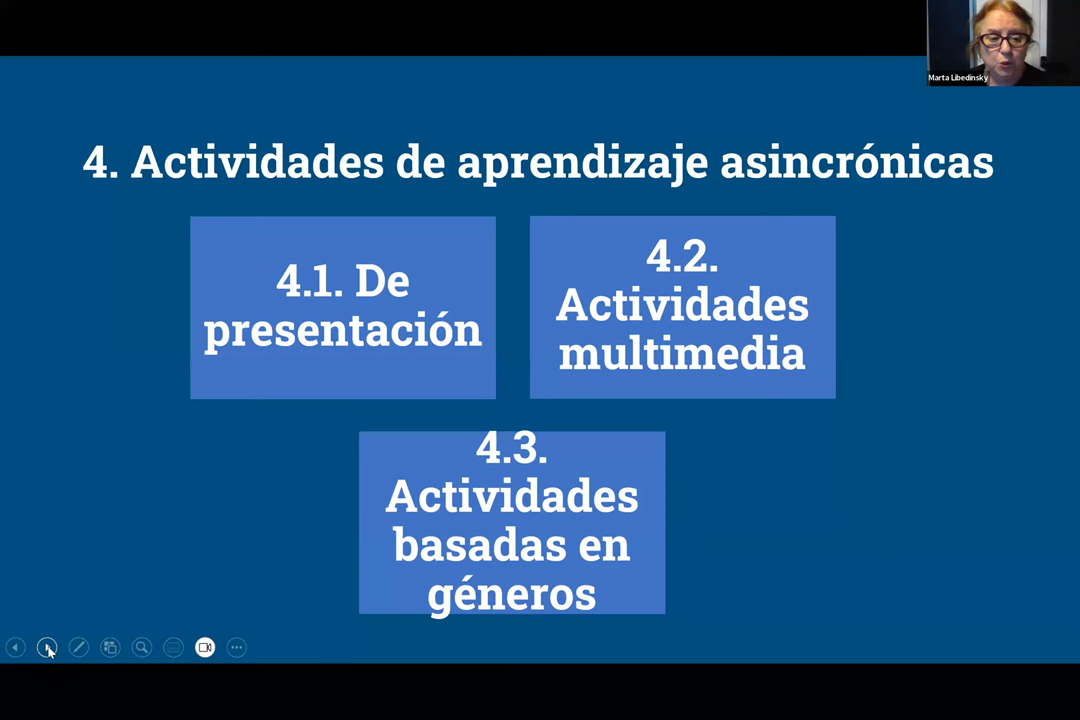 Marta Libedinsky
4. Actividades de aprendizaje asincrónicas
4.1. De
presentación
4.2.
Actividades
multimedia
4.3.
Actividades
basadas en
géneros